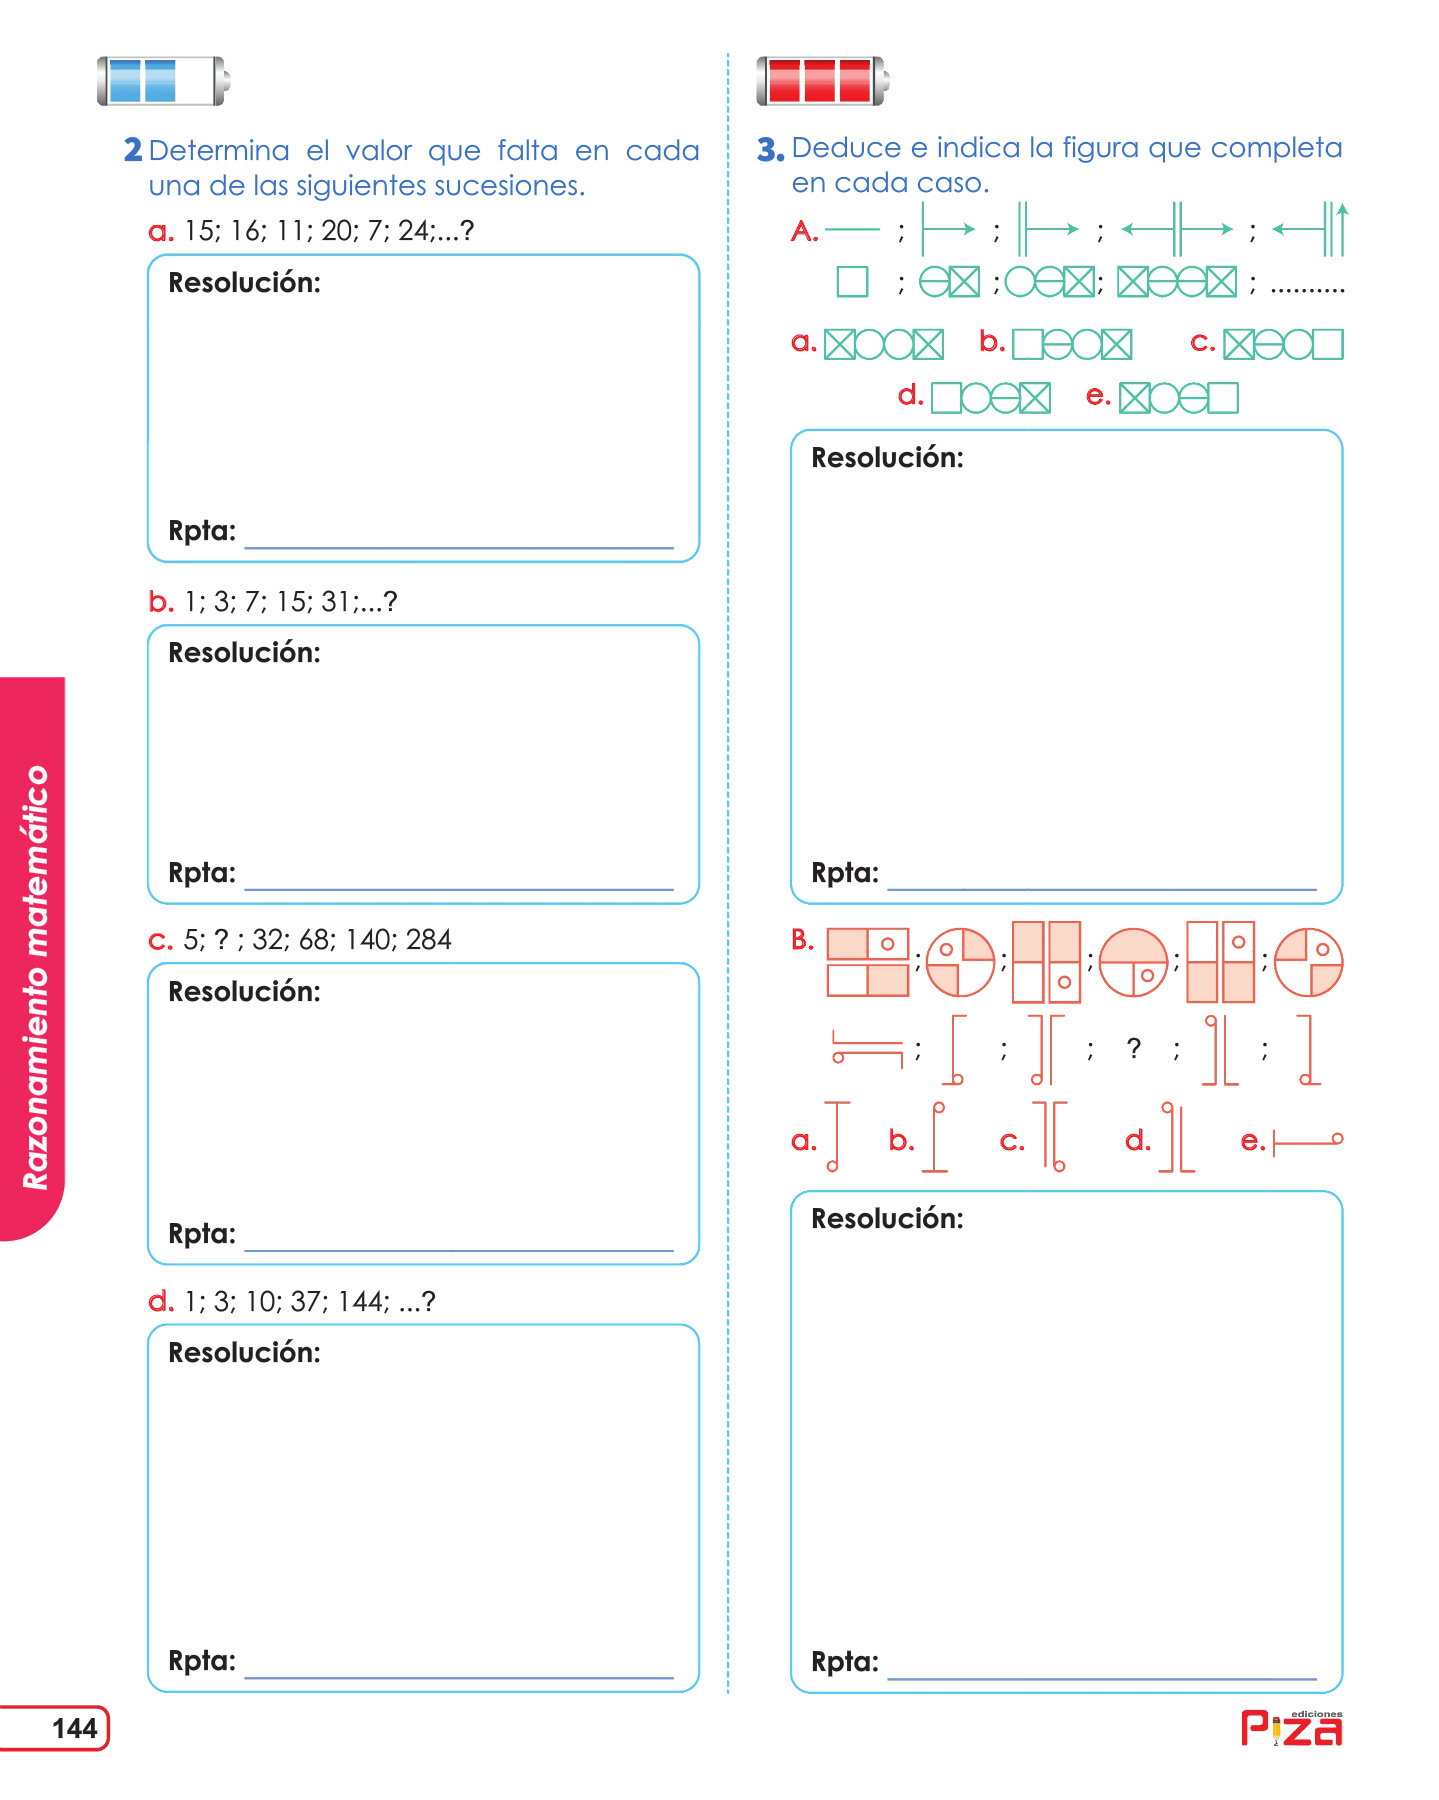 2 Determina el valor que falta en cada
una de las siguientes sucesiones.
a. 15; 16; 11; 20; 7; 24;...?
Resolución:
Rpta:
b. 1; 3; 7; 15; 31;...?
Resolución:
Rpta:
c. 5; ? ; 32; 68; 140; 284
Resolución:
Rpta:
d. 1; 3; 10; 37; 144; ...?
Resolución:
Rpta:
3. Deduce e indica la figura que completa
en cada caso.
A. ; ; ; ;
; ; ; ; ..........
a. b. c.
d. e.
Resolución:
Rpta:
B. ; ; ; ; ;
; ; ; ? ; ;
a. b. c. d. e.
Resolución:
Rpta:
Razonamiento matemático
144
ediciones
Piza